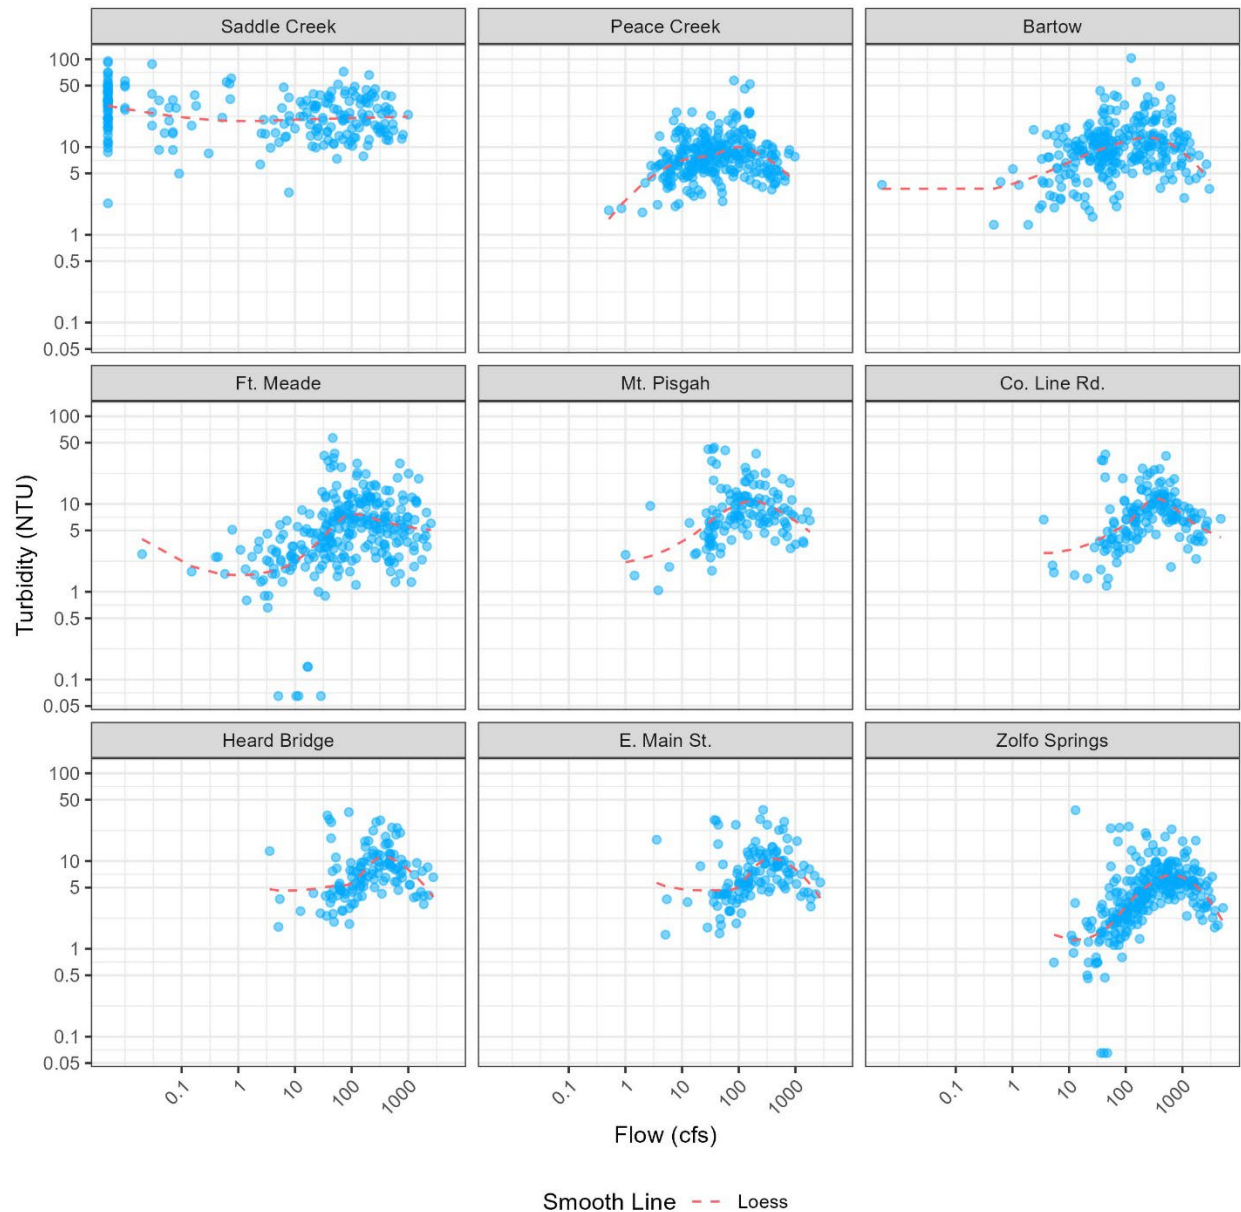 Saddle Creek
Peace Creek
Bartow
100
50
10
5
1
0.5
0.1
0.05
Ft. Meade
Mt. Pisgah
Co. Line Rd.
100
50
10
5
1
0.5
0.1
0.05
Turbidity (NTU)
Heard Bridge
E. Main St.
Zolfo Springs
100
50
10
5
1
0.5
0.1
0.05
0.1 1 10 100 1000
0.1 1 10 100 1000
0.1 1 10 100 1000
Flow (cfs)
Smooth Line Loess